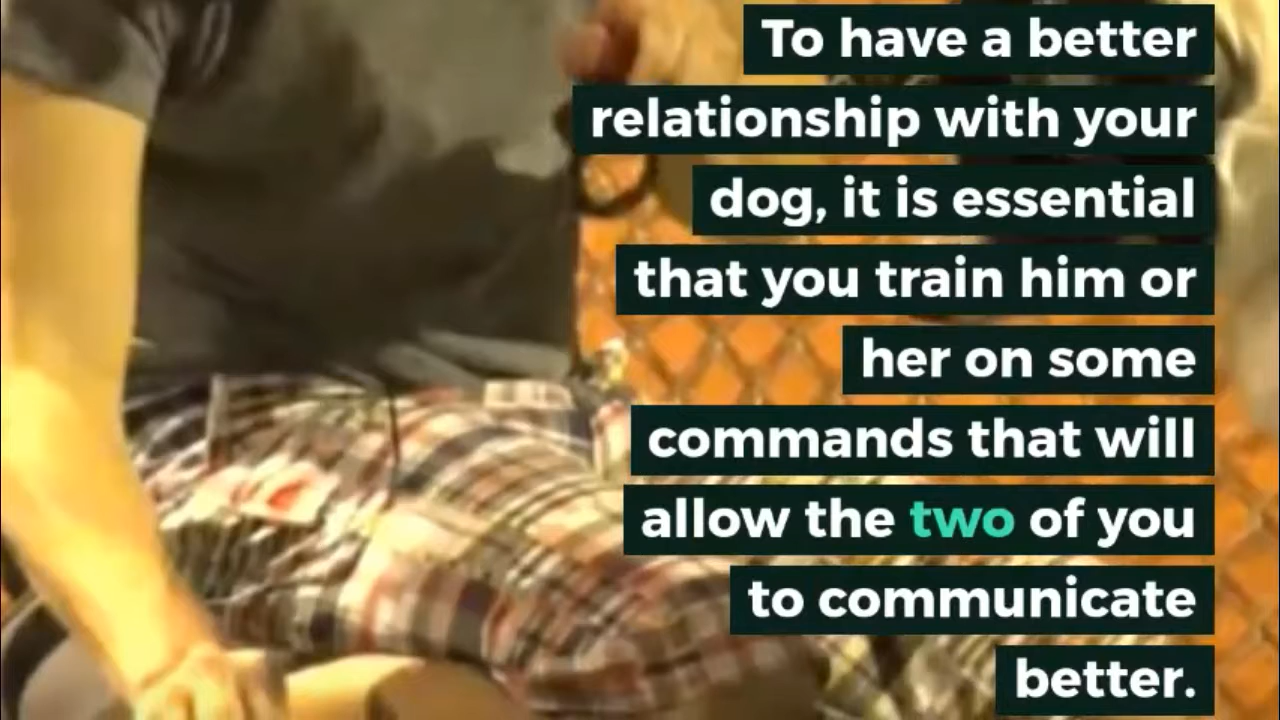 To have a better
relationship with your
dog, it is essential
that you train him or
her on some
commands that will
allow the two of you
to communicate
better.